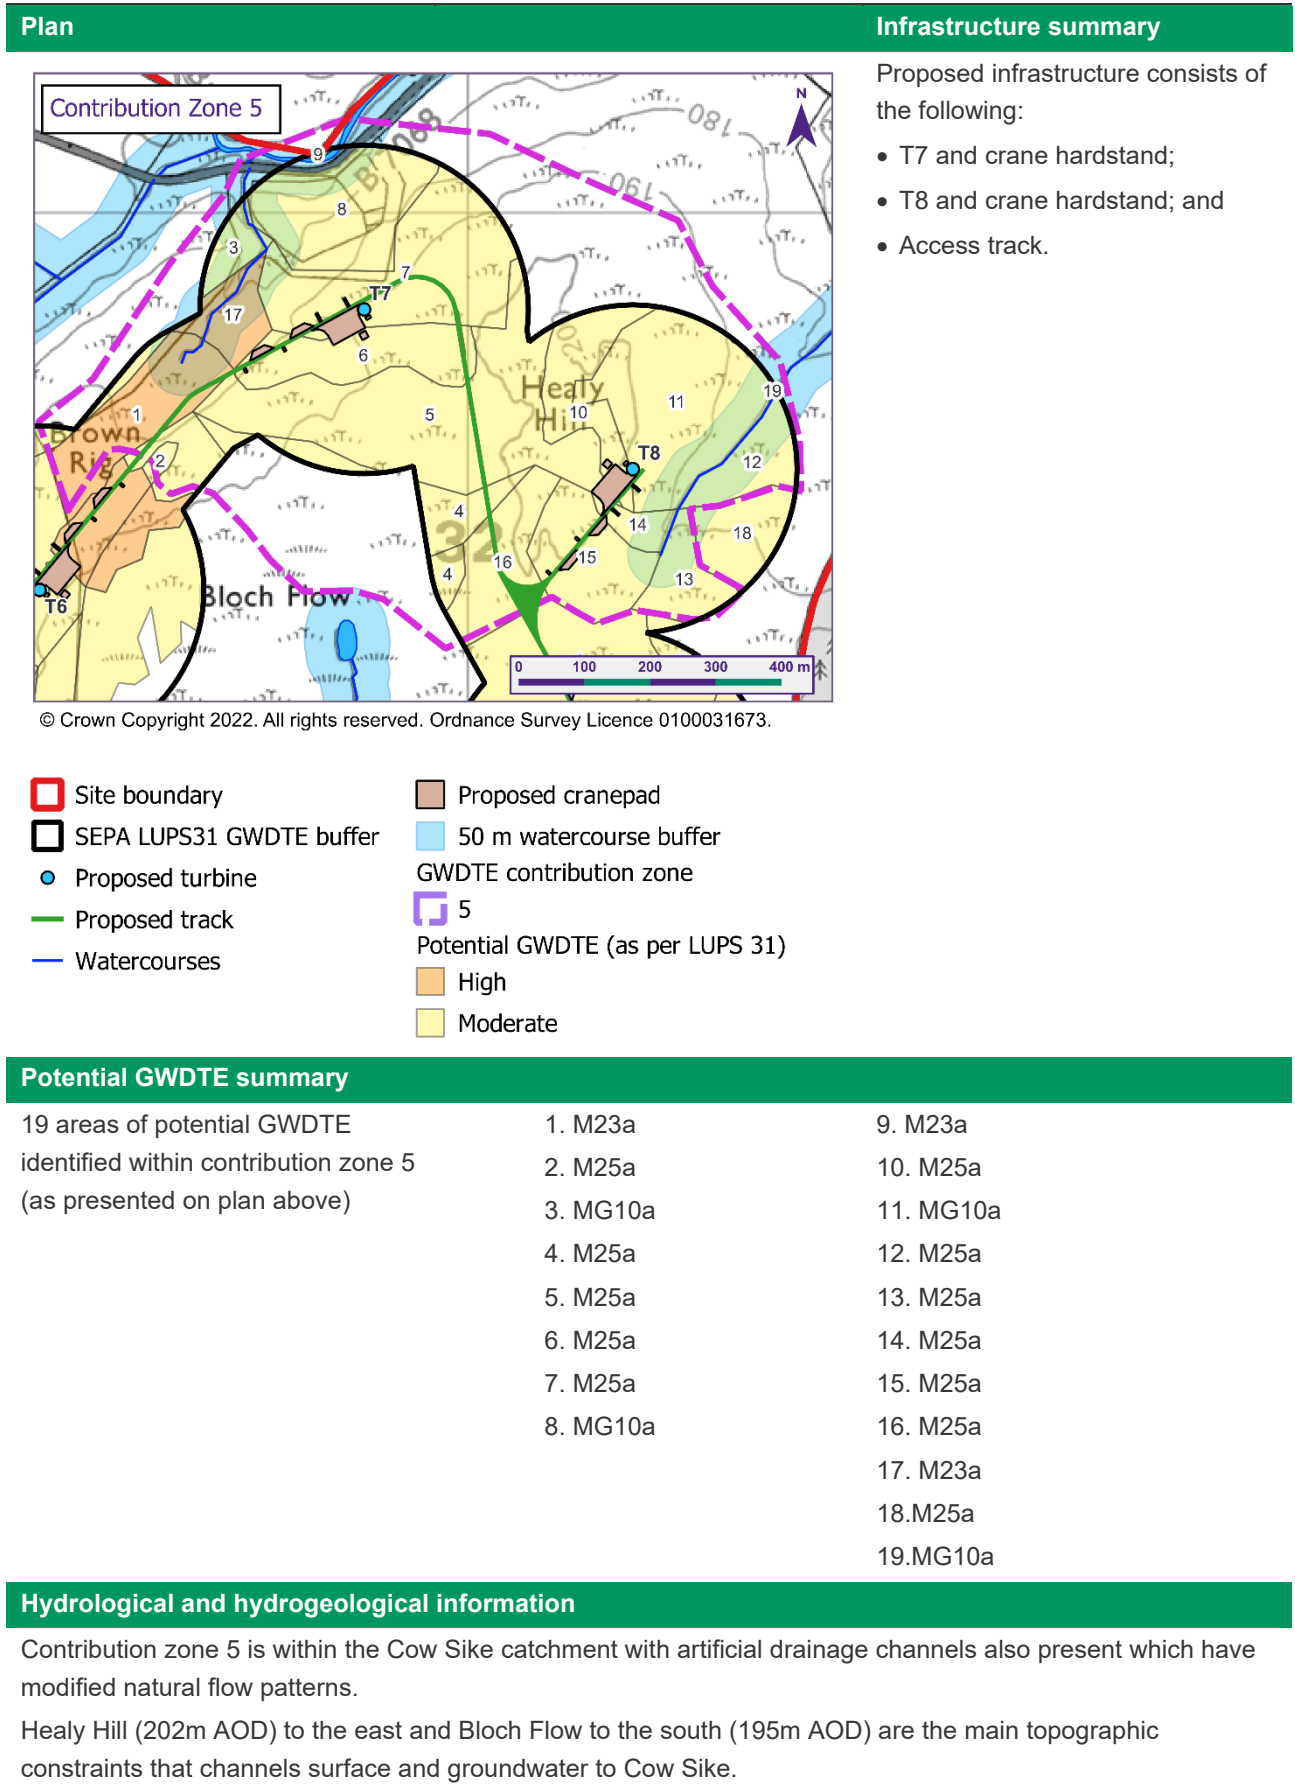 Plan
Infrastructure summary
Contribution Zone 5
N
180
190
200
B7068
9
8
3
7
T7
17
6
1
5
Brown
Rig
2
Healy
Hill
10
11
19
T8
12
4
32
14
18
16
15
4
13
Bloch Flow
T6
0 100 200 300 400 m
© Crown Copyright 2022. All rights reserved. Ordnance Survey Licence 0100031673.
Proposed infrastructure consists of
the following:
• T7 and crane hardstand;
• T8 and crane hardstand; and
• Access track.
Site boundary
SEPA LUPS31 GWDTE buffer
Proposed turbine
Proposed track
Watercourses
Proposed cranepad
50 m watercourse buffer
GWDTE contribution zone
5
Potential GWDTE (as per LUPS 31)
High
Moderate
Potential GWDTE summary
19 areas of potential GWDTE
identified within contribution zone 5
(as presented on plan above)
1. M23a
2. M25a
3. MG10a
4. M25a
5. M25a
6. M25a
7. M25a
8. MG10a
9. M23a
10. M25a
11. MG10a
12. M25a
13. M25a
14. M25a
15. M25a
16. M25a
17. M23a
18.M25a
19.MG10a
Hydrological and hydrogeological information
Contribution zone 5 is within the Cow Sike catchment with artificial drainage channels also present which have
modified natural flow patterns.
Healy Hill (202m AOD) to the east and Bloch Flow to the south (195m AOD) are the main topographic
constraints that channels surface and groundwater to Cow Sike.